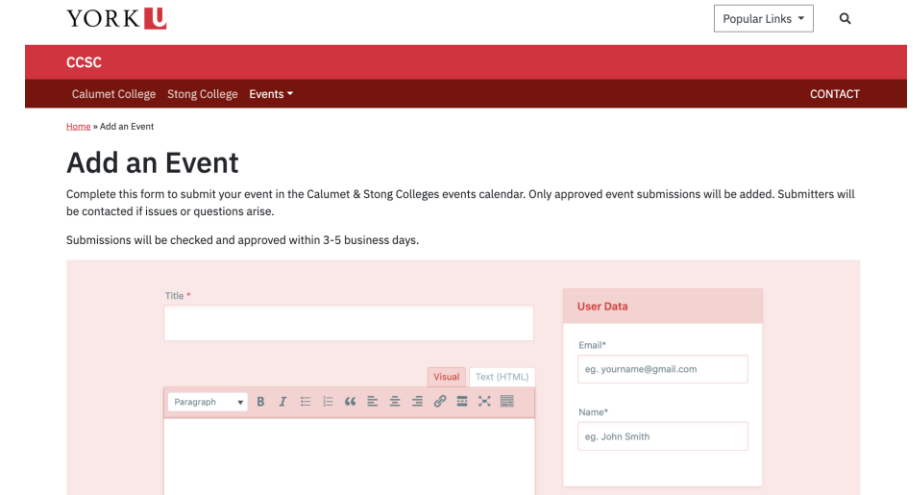 YORK U
Popular Links
CCSC
Calumet College Stong College Events
CONTACT
Home » Add an Event
Add an Event
Complete this form to submit your event in the Calumet & Stong Colleges events calendar. Only approved event submissions will be added. Submitters will
be contacted if issues or questions arise.
Submissions will be checked and approved within 3-5 business days.
Title *
Visual Text (HTML)
Paragraph B I
User Data
Email*
eg. yourname@gmail.com
Name*
eg. John Smith